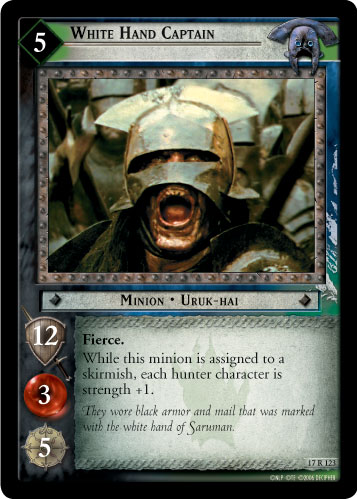 5
White Hand Captain
Minion • Uruk-hai
12
Fierce.
While this minion is assigned to a
skirmish, each hunter character is
strength +1.
3
They wore black armor and mail that was marked
with the white hand of Saruman.
5
17 R 123